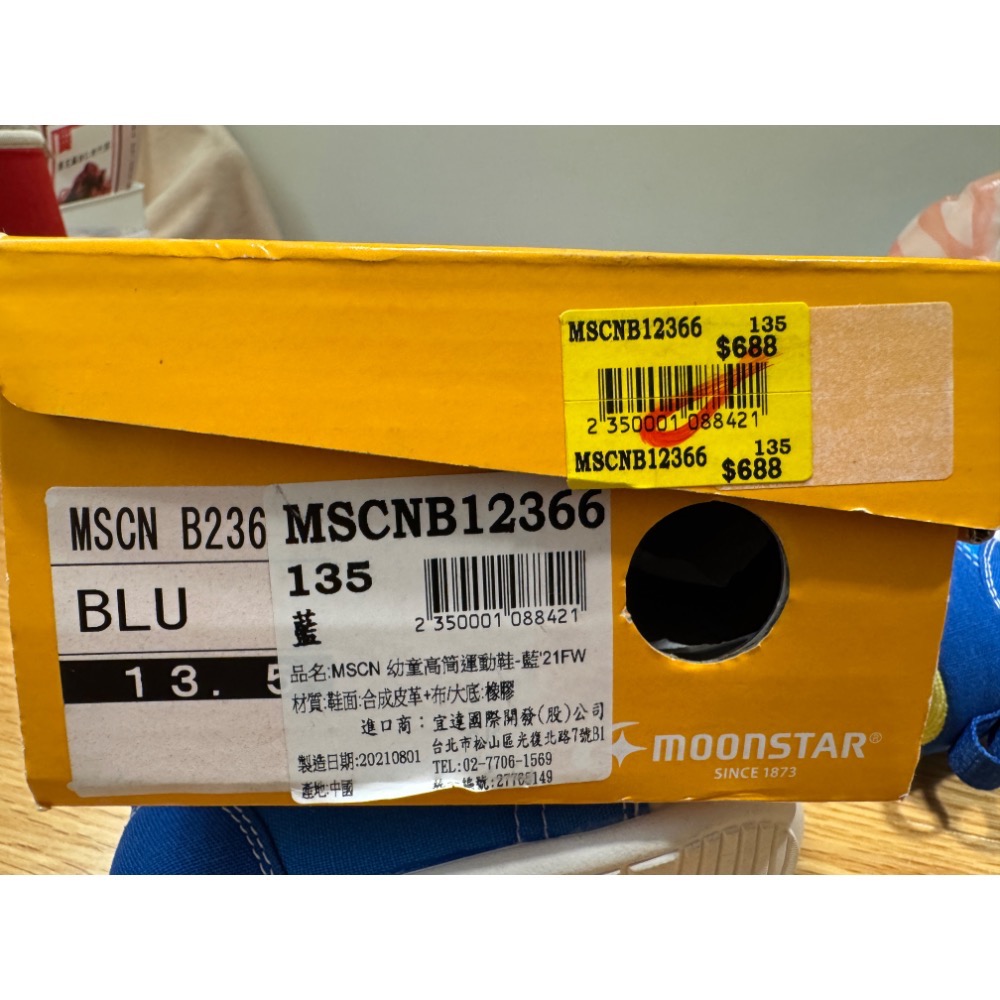 MSCNB12366 135
$688
2 350001 088421
MSCNB12366 135
$688
MSCN B236
BLU
13.5
MSCNB12366
135
藍
2 350001 088421
品名:MSCN 幼童高筒運動鞋-藍'21FW
材質:鞋面:合成皮革+布/大底:橡膠
進口商：宜達國際開發(股)公司
台北市松山區光復北路7號B1
製造日期:20210801
TEL:02-7706-1569
產地:中國
MOONSTAR®
SINCE 1873